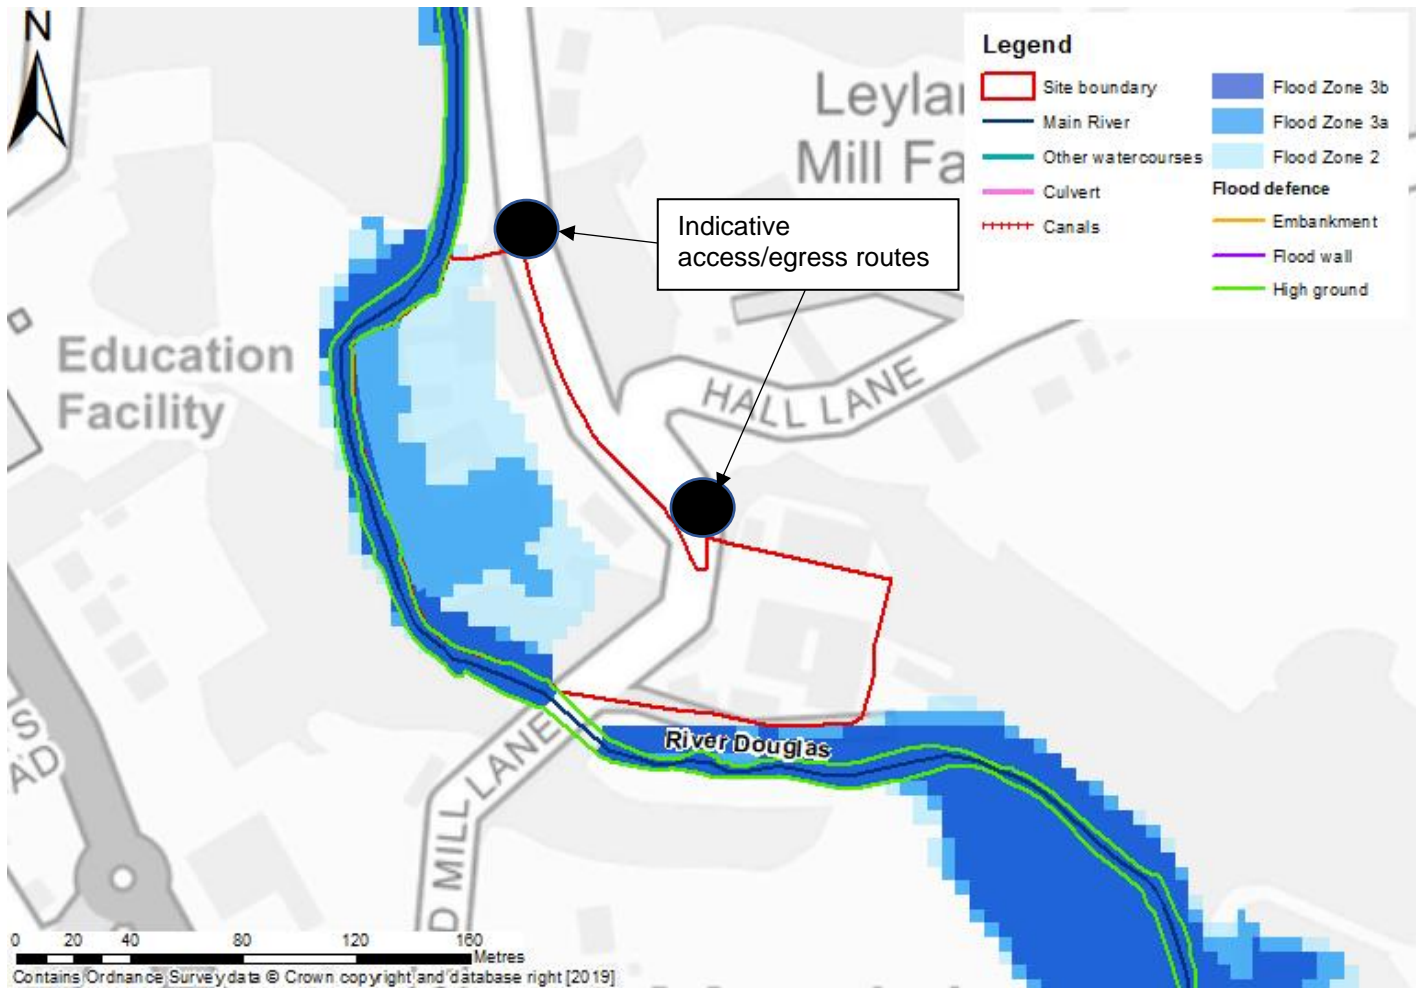 N
Leylan
Mill Fa
Legend
Site boundary
Main River
Other watercourses
Culvert
Canals
Flood Zone 3b
Flood Zone 3a
Flood Zone 2
Flood defence
Embankment
Flood wall
High ground
Indicative
access/egress routes
Education
Facility
HALL LANE
River Douglas
D MILL LANE
S
AD
0 20 40 80 120 160
Metres
Contains Ordnance Survey data © Crown copyright and database right [2019]